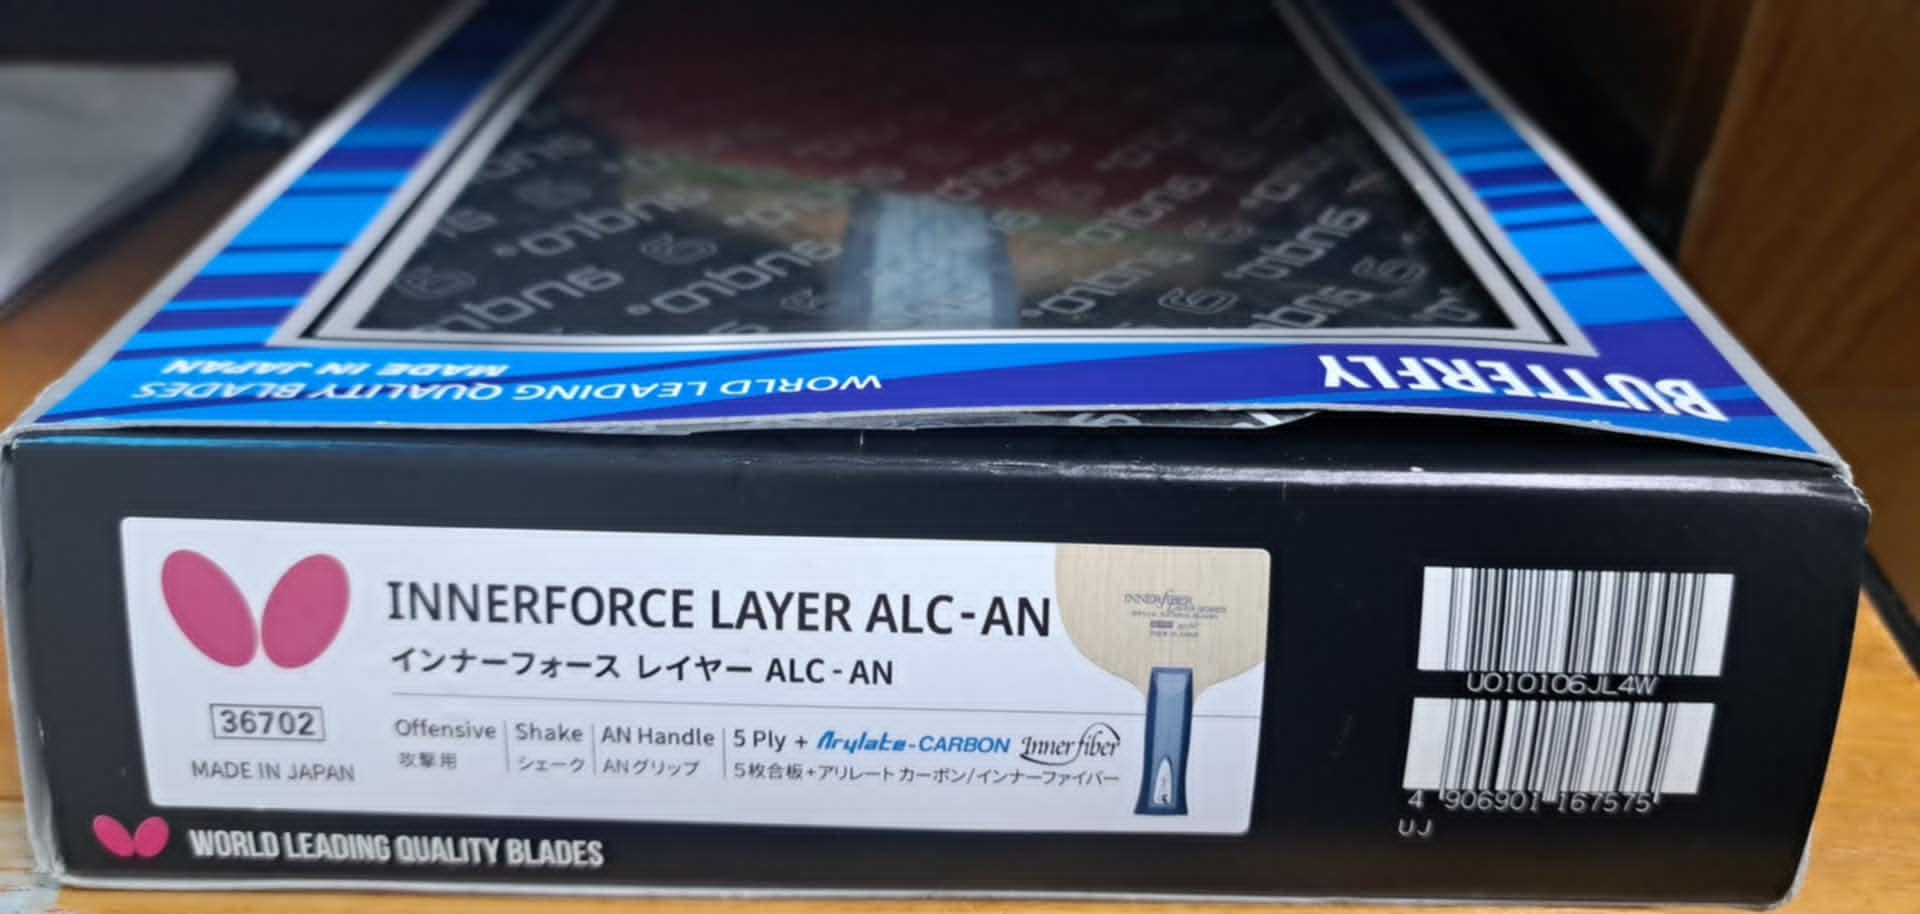 MADE IN JAPAN
WORLD LEADING QUALITY BLADES
BUTTERFLY
INNERFORCE LAYER ALC-AN
インナーフォース レイヤー ALC-AN
36702
MADE IN JAPAN
Offensive Shake AN Handle 5 Ply + Arylate-CARBON Innerfiber
攻撃用 シェーク ANグリップ 5枚合板+アリレートカーボン/インナーファイバー
WORLD LEADING QUALITY BLADES
U010106JL4W
4 906901 167575
UJ